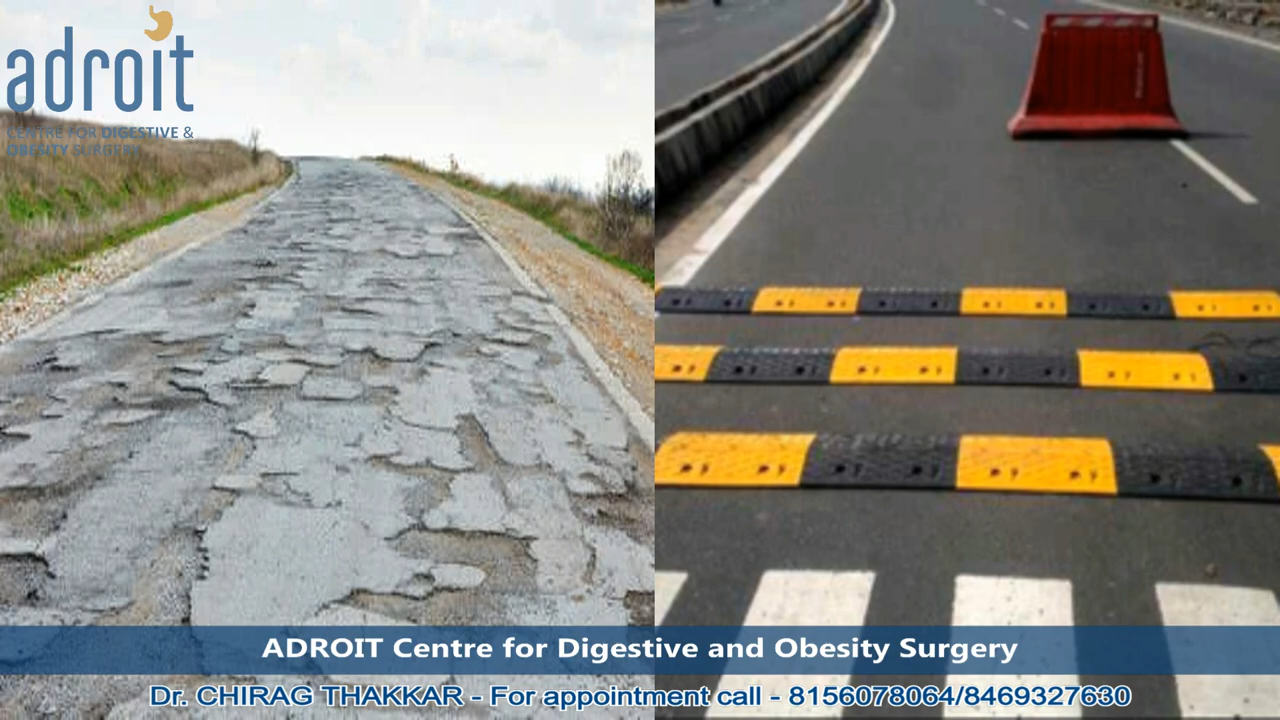 adroit
CENTRE FOR DIGESTIVE &
OBESITY SURGERY
ADROIT Centre for Digestive and Obesity Surgery
Dr. CHIRAG THAKKAR - For appointment call - 8156078064/8469327630